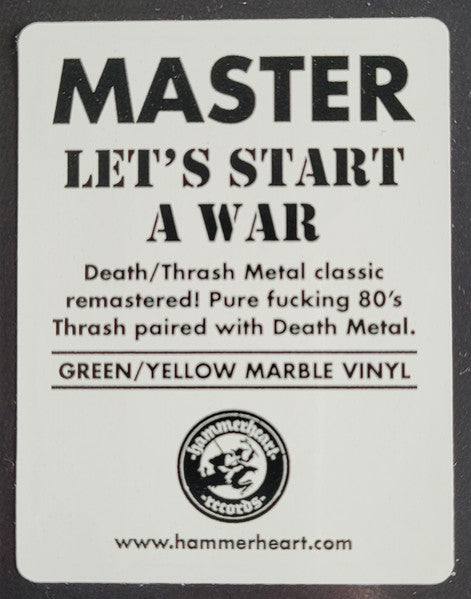 MASTER
LET'S START
A WAR
Death/Thrash Metal classic
remastered! Pure fucking 80's
Thrash paired with Death Metal.
GREEN/YELLOW MARBLE VINYL
-hammerheart-
-records-
www.hammerheart.com